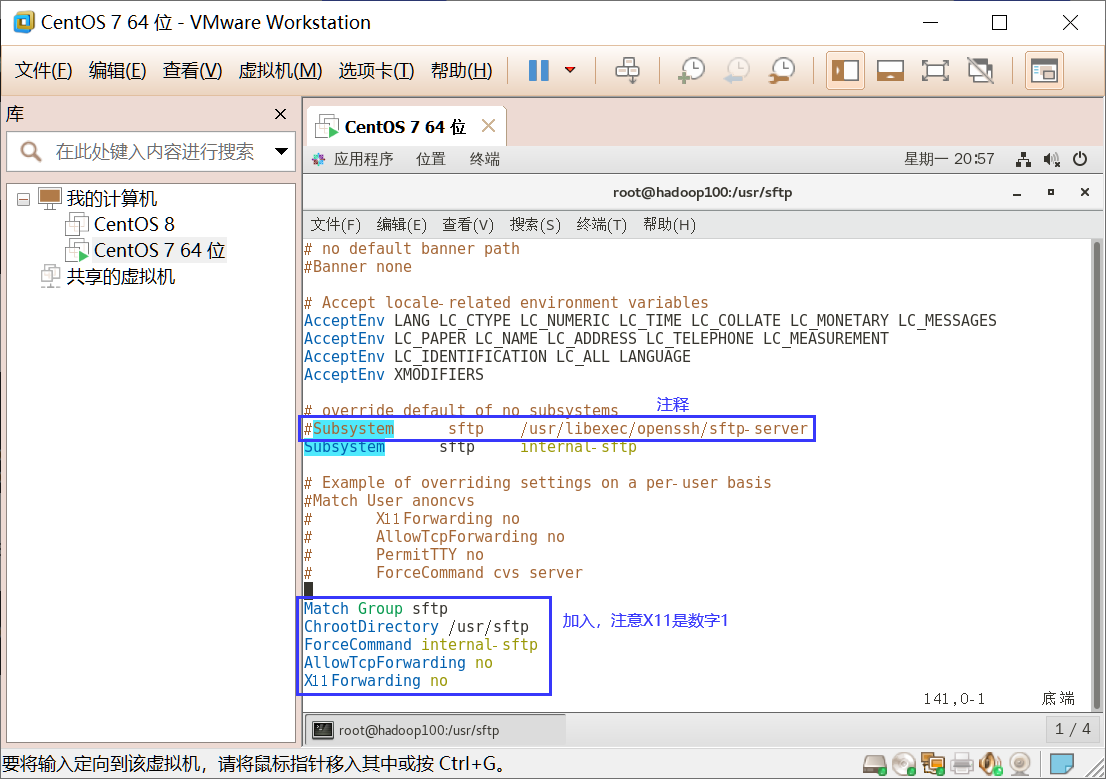 CentOS 7 64 位 - VMware Workstation
文件(F) 编辑(E) 查看(V) 虚拟机(M) 选项卡(T) 帮助(H)
库
在此处键入内容进行搜索
我的计算机
CentOS 8
CentOS 7 64 位
共享的虚拟机
CentOS 7 64 位
应用程序 位置 终端 星期一 20:57
root@hadoop100:/usr/sftp
文件(F) 编辑(E) 查看(V) 搜索(S) 终端(T) 帮助(H)
# no default banner path
#Banner none
# Accept locale-related environment variables
AcceptEnv LANG LC_CTYPE LC_NUMERIC LC_TIME LC_COLLATE LC_MONETARY LC_MESSAGES
AcceptEnv LC_PAPER LC_NAME LC_ADDRESS LC_TELEPHONE LC_MEASUREMENT
AcceptEnv LC_IDENTIFICATION LC_ALL LANGUAGE
AcceptEnv XMODIFIERS
# override default of no subsystems
注释
#Subsystem sftp /usr/libexec/openssh/sftp-server
Subsystem sftp internal-sftp
# Example of overriding settings on a per-user basis
#Match User anoncvs
# X11Forwarding no
# AllowTcpForwarding no
# PermitTTY no
# ForceCommand cvs server
Match Group sftp
ChrootDirectory /usr/sftp
ForceCommand internal-sftp
AllowTcpForwarding no
X11Forwarding no
加入，注意X11是数字1
141,0-1 底端
root@hadoop100:/usr/sftp
1 / 4
要将输入定向到该虚拟机，请将鼠标指针移入其中或按 Ctrl+G。